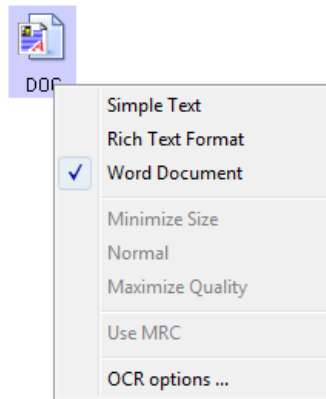 DOC
Simple Text
Rich Text Format
Word Document
Minimize Size
Normal
Maximize Quality
Use MRC
OCR options ...